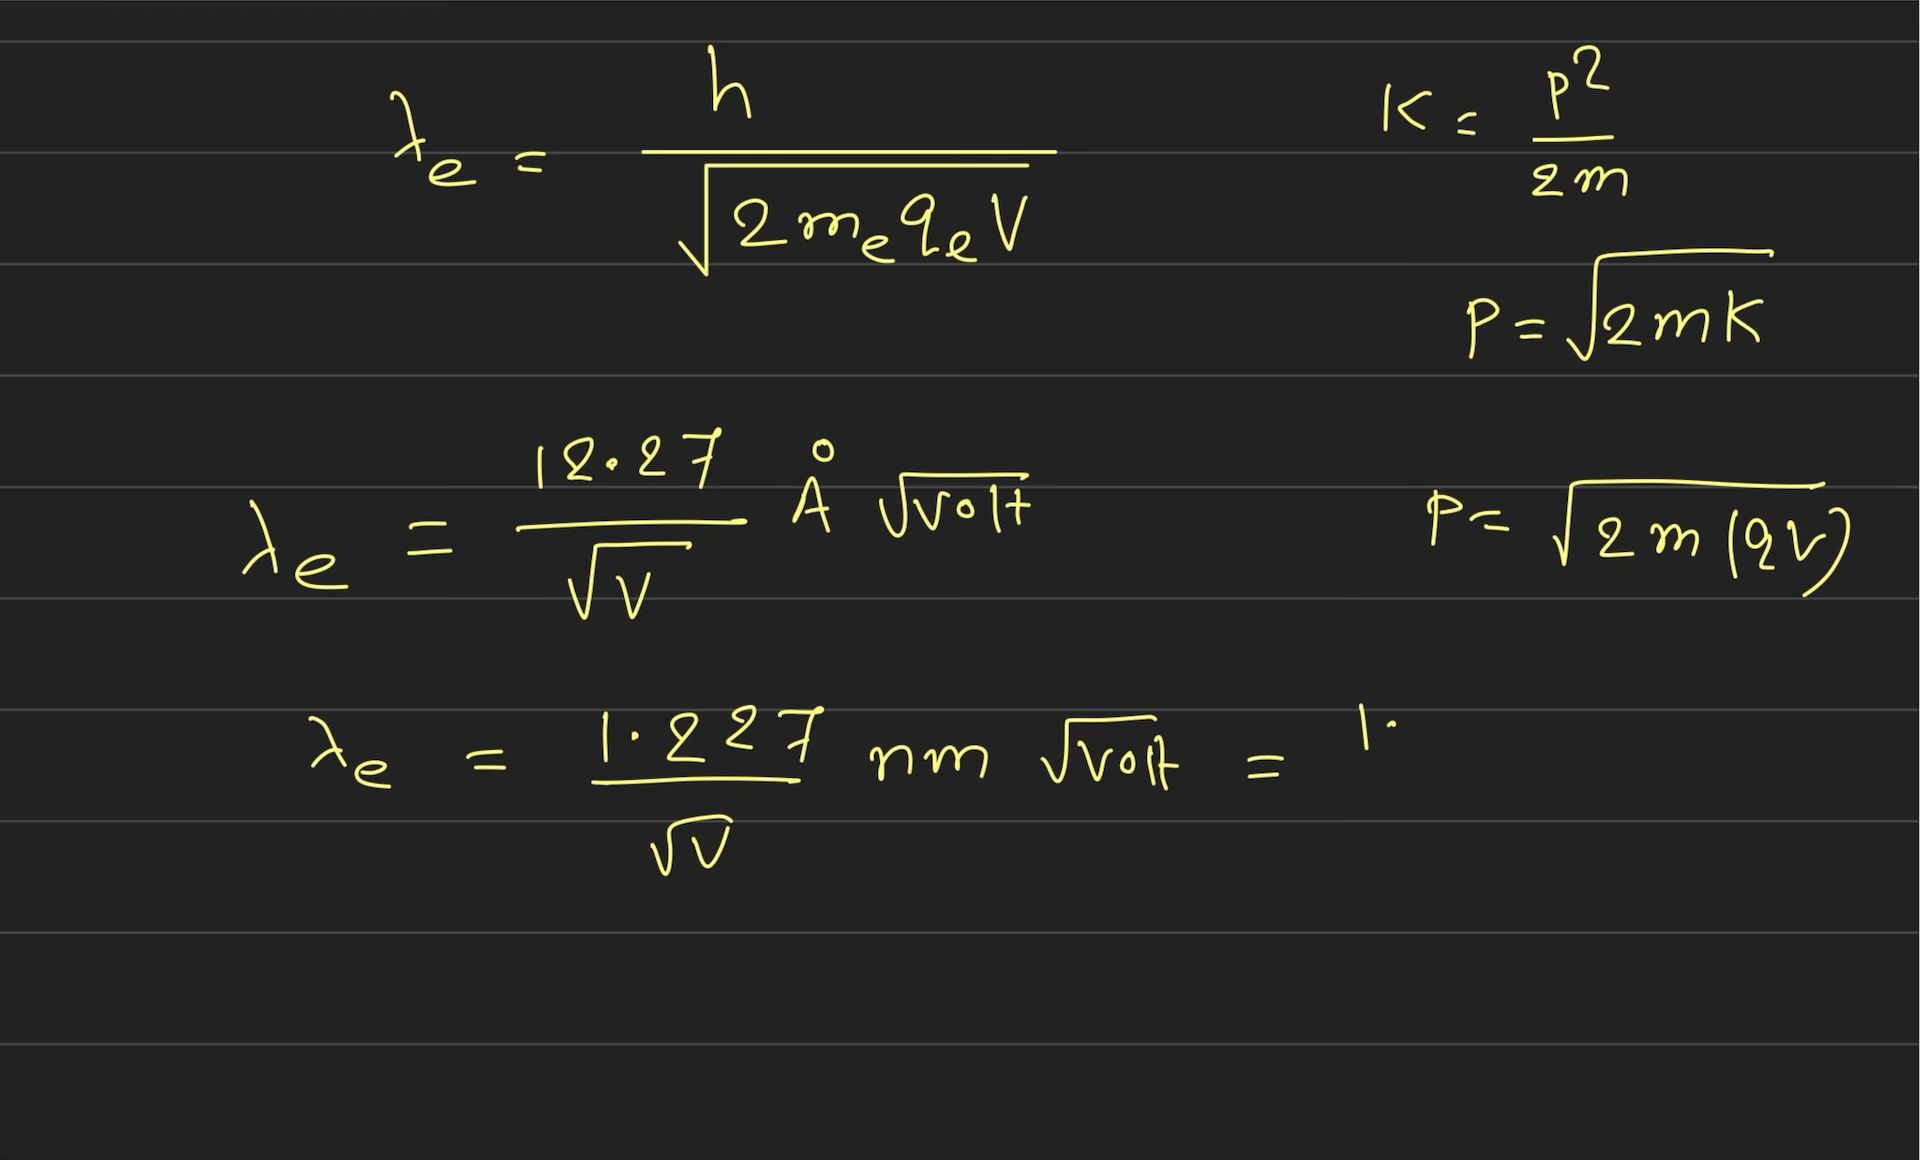 λe = h / √(2 me qe V)
K = p² / 2m
p = √(2mK)
λe = 12.27 / √V Å √volt
p = √(2m(qV))
λe = 1.227 / √V nm √volt = 1.